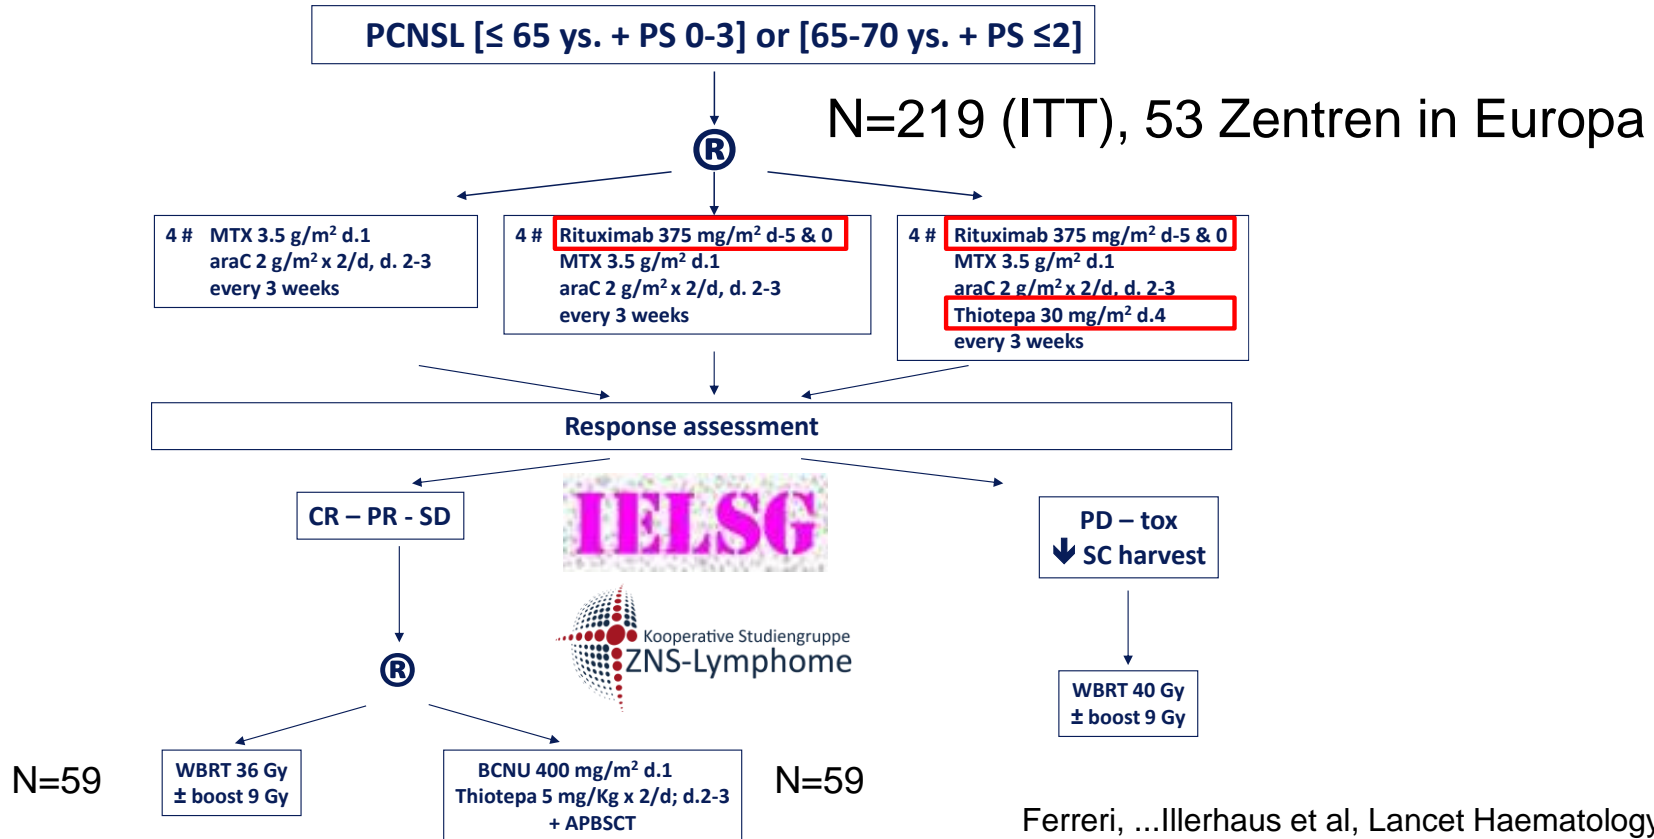 PCNSL [≤ 65 ys. + PS 0-3] or [65-70 ys. + PS ≤2]
N=219 (ITT), 53 Zentren in Europa
®
4 # MTX 3.5 g/m² d.1
araC 2 g/m² x 2/d, d. 2-3
every 3 weeks
4 # Rituximab 375 mg/m² d-5 & 0
MTX 3.5 g/m² d.1
araC 2 g/m² x 2/d, d. 2-3
every 3 weeks
4 # Rituximab 375 mg/m² d-5 & 0
MTX 3.5 g/m² d.1
araC 2 g/m² x 2/d, d. 2-3
Thiotepa 30 mg/m² d.4
every 3 weeks
Response assessment
CR – PR - SD
IELSG
Kooperative Studiengruppe
ZNS-Lymphome
PD – tox
🡻 SC harvest
®
WBRT 40 Gy
± boost 9 Gy
N=59
WBRT 36 Gy
± boost 9 Gy
BCNU 400 mg/m² d.1
Thiotepa 5 mg/Kg x 2/d; d.2-3
+ APBSCT
N=59
Ferreri, ...Illerhaus et al, Lancet Haematology